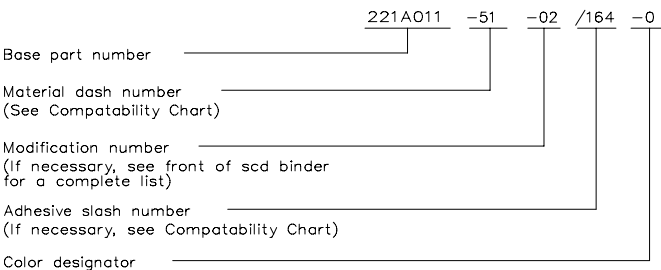 221A011 -51 -02 /164 -0
Base part number
Material dash number
(See Compatability Chart)
Modification number
(If necessary, see front of scd binder
for a complete list)
Adhesive slash number
(If necessary, see Compatability Chart)
Color designator